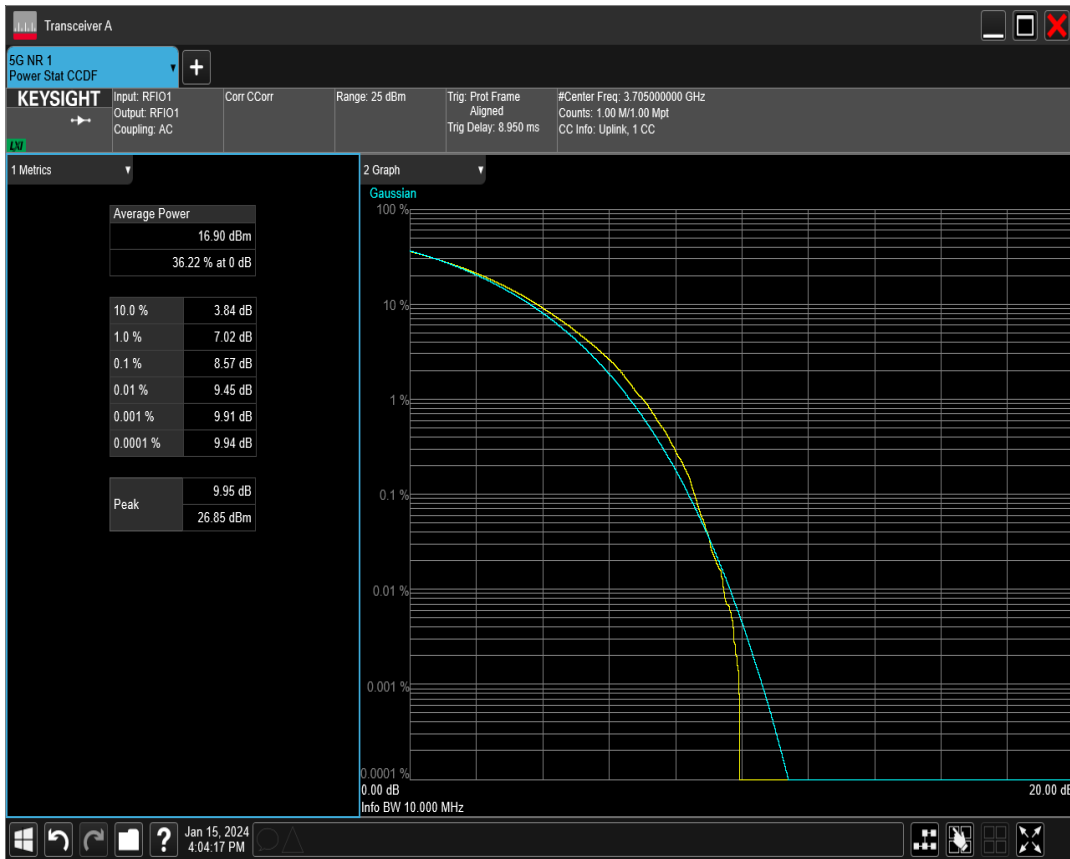 Transceiver A
5G NR 1
Power Stat CCDF
+
KEYSIGHT
LXI
Input: RFIO1
Output: RFIO1
Coupling: AC
Corr CCorr
Range: 25 dBm
Trig: Prot Frame
Aligned
Trig Delay: 8.950 ms
#Center Freq: 3.705000000 GHz
Counts: 1.00 M/1.00 Mpt
CC Info: Uplink, 1 CC
1 Metrics
Average Power
16.90 dBm
36.22 % at 0 dB
10.0 % 3.84 dB
1.0 % 7.02 dB
0.1 % 8.57 dB
0.01 % 9.45 dB
0.001 % 9.91 dB
0.0001 % 9.94 dB
Peak 9.95 dB
26.85 dBm
2 Graph
Gaussian
100 %
10 %
1 %
0.1 %
0.01 %
0.001 %
0.0001 %
0.00 dB 20.00 dB
Info BW 10.000 MHz
?
Jan 15, 2024
4:04:17 PM